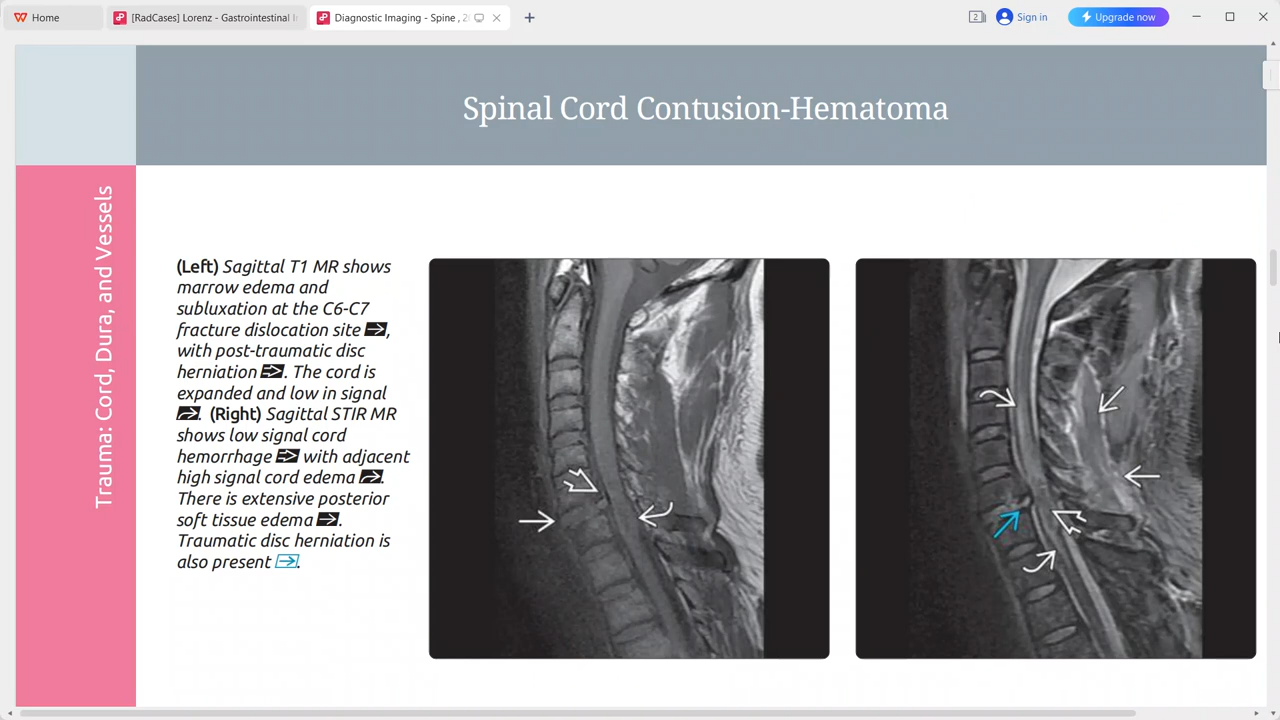 Home
[RadCases] Lorenz - Gastrointestinal
Diagnostic Imaging - Spine , 2
2
Sign in
Upgrade now
Spinal Cord Contusion-Hematoma
Trauma: Cord, Dura, and Vessels
(Left) Sagittal T1 MR shows
marrow edema and
subluxation at the C6-C7
fracture dislocation site ,
with post-traumatic disc
herniation . The cord is
expanded and low in signal
. (Right) Sagittal STIR MR
shows low signal cord
hemorrhage with adjacent
high signal cord edema .
There is extensive posterior
soft tissue edema .
Traumatic disc herniation is
also present .